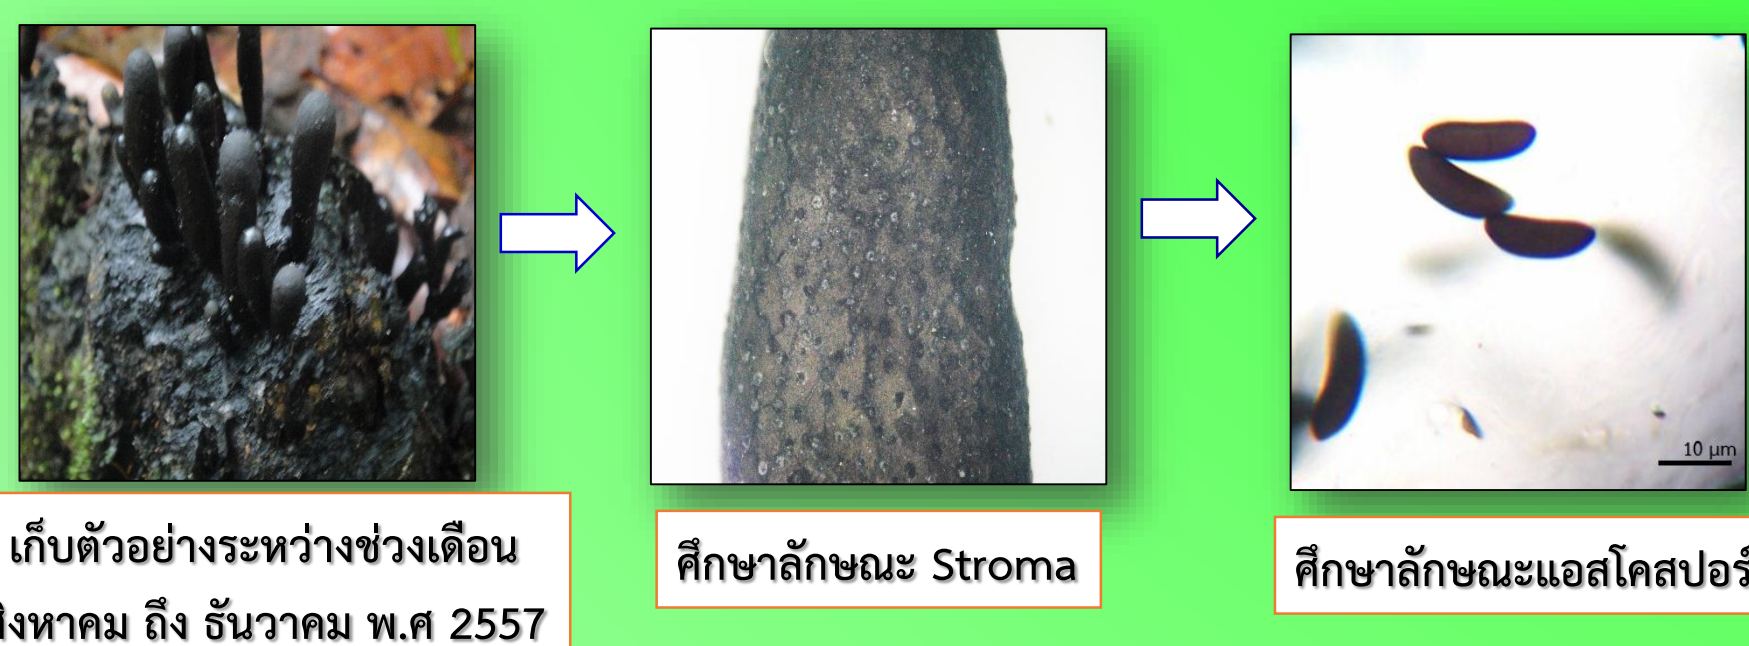 เก็บตัวอย่างระหว่างช่วงเดือน
สิงหาคม ถึง ธันวาคม พ.ศ 2557
ศึกษาลักษณะ Stroma
10 µm
ศึกษาลักษณะแอสโคสปอร์